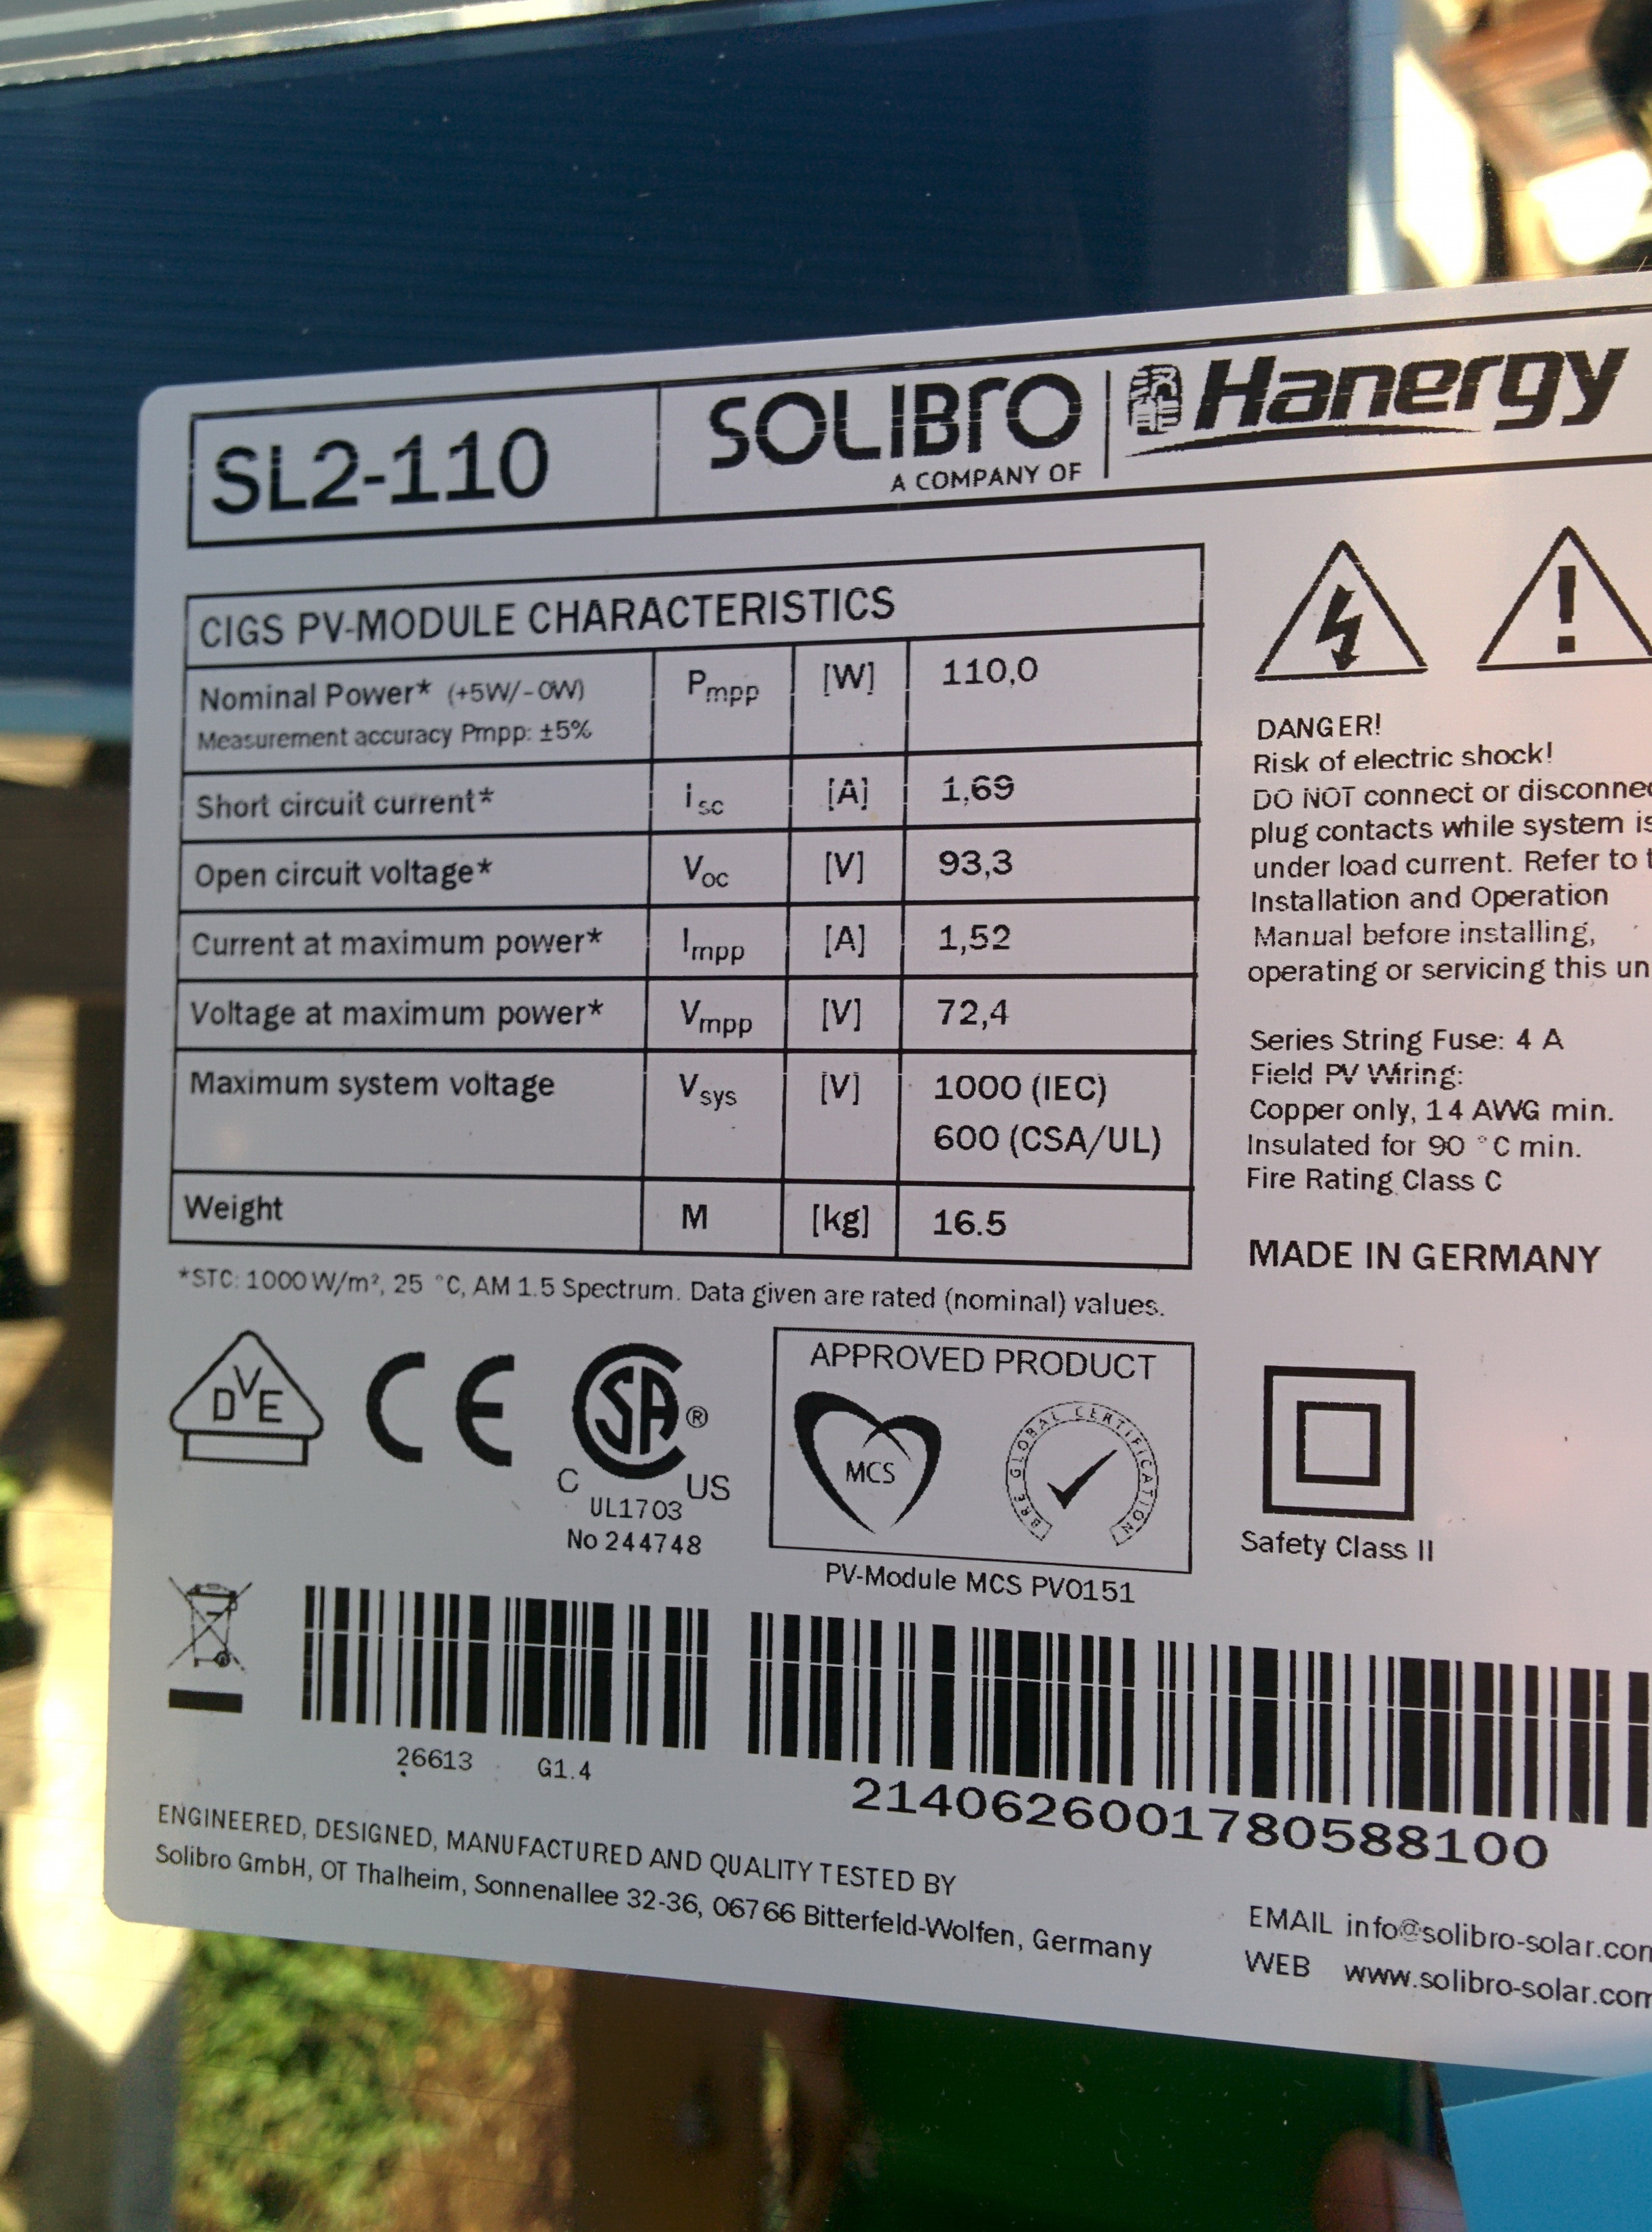 SL2-110
SOLIBRO
A COMPANY OF
Hanergy
CIGS PV-MODULE CHARACTERISTICS
Nominal Power* (+5W/-0W) Pmpp [W] 110,0
Measurement accuracy Pmpp: ±5%
Short circuit current* Isc [A] 1,69
Open circuit voltage* Voc [V] 93,3
Current at maximum power* Impp [A] 1,52
Voltage at maximum power* Vmpp [V] 72,4
Maximum system voltage Vsys [V] 1000 (IEC)
600 (CSA/UL)
Weight M [kg] 16.5
*STC: 1000 W/m², 25 °C, AM 1.5 Spectrum. Data given are rated (nominal) values.
DANGER!
Risk of electric shock!
DO NOT connect or disconnec
plug contacts while system is
under load current. Refer to t
Installation and Operation
Manual before installing,
operating or servicing this un
Series String Fuse: 4 A
Field PV Wiring:
Copper only, 14 AWG min.
Insulated for 90 °C min.
Fire Rating Class C
MADE IN GERMANY
DVE
CE
SA®
C US
UL1703
No 244748
APPROVED PRODUCT
MCS
BRE GLOBAL CERTIFICATION
PV-Module MCS PV0151
Safety Class II
26613 G1.4
21406260017805881​00
ENGINEERED, DESIGNED, MANUFACTURED AND QUALITY TESTED BY
Solibro GmbH, OT Thalheim, Sonnenallee 32-36, 06766 Bitterfeld-Wolfen, Germany
EMAIL info@solibro-solar.com
WEB www.solibro-solar.com